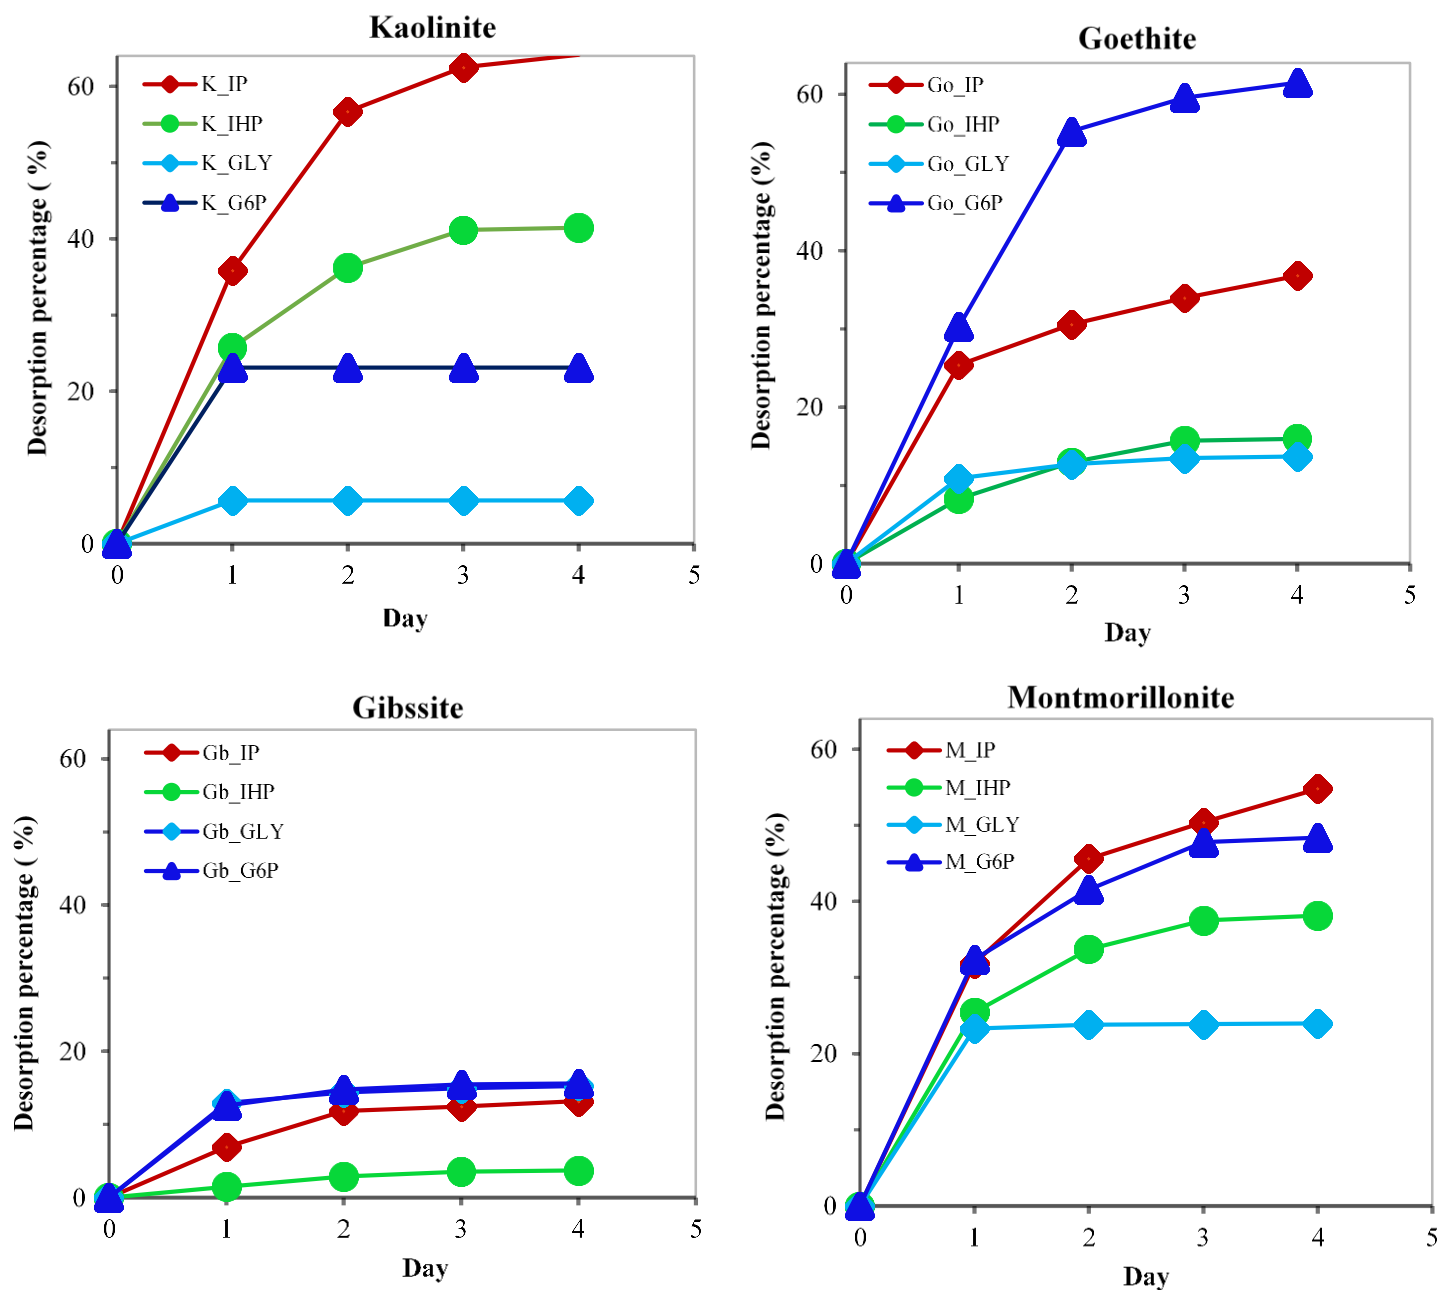 Kaolinite
Desorption percentage ( %)
60
40
20
0
K_IP
K_IHP
K_GLY
K_G6P
0 1 2 3 4 5
Day
Goethite
Desorption percentage (%)
60
40
20
0
Go_IP
Go_IHP
Go_GLY
Go_G6P
0 1 2 3 4 5
Day
Gibssite
Desorption percentage ( %)
60
40
20
0
Gb_IP
Gb_IHP
Gb_GLY
Gb_G6P
0 1 2 3 4 5
Day
Montmorillonite
Desorption percentage (%)
60
40
20
0
M_IP
M_IHP
M_GLY
M_G6P
0 1 2 3 4 5
Day